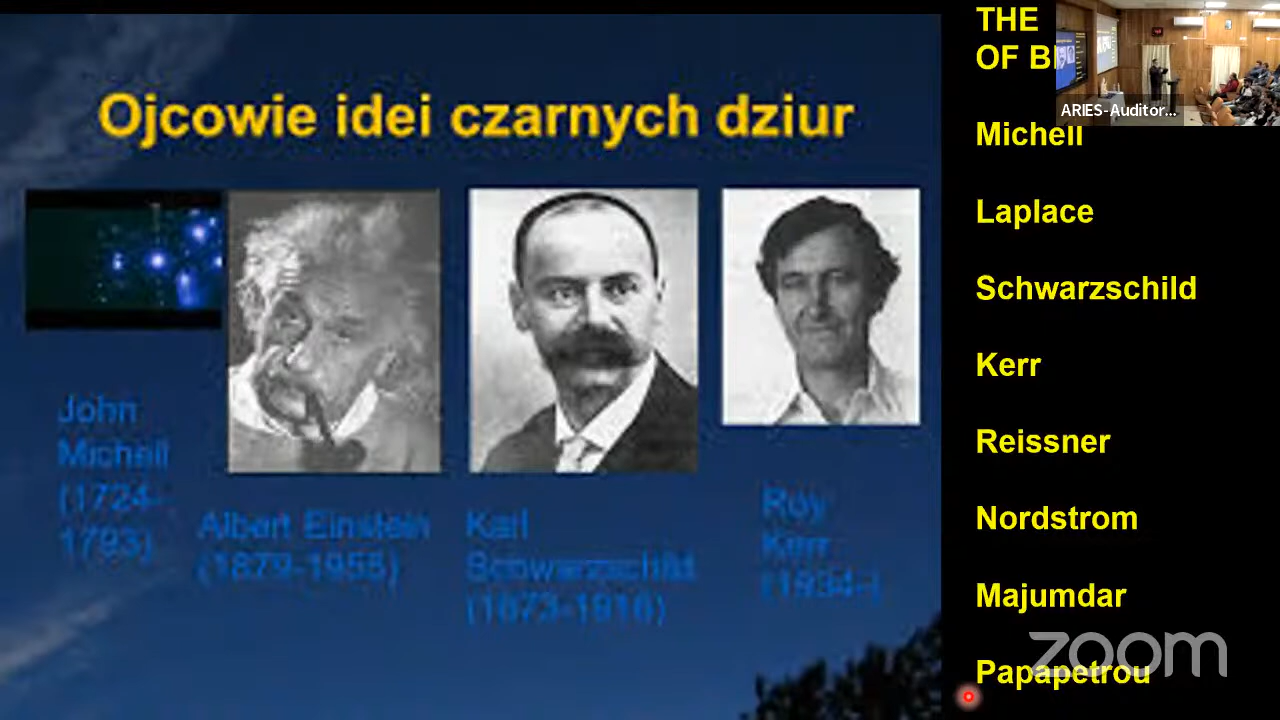 Ojcowie idei czarnych dziur
John
Michell
(1724-
1793)
Albert Einstein
(1879-1955)
Karl
Schwarzschild
(1873-1916)
Roy
Kerr
(1934-)
THE
OF
Michell
Laplace
Schwarzschild
Kerr
Reissner
Nordstrom
Majumdar
Papapetrou
ARIES-Auditor...
zoom